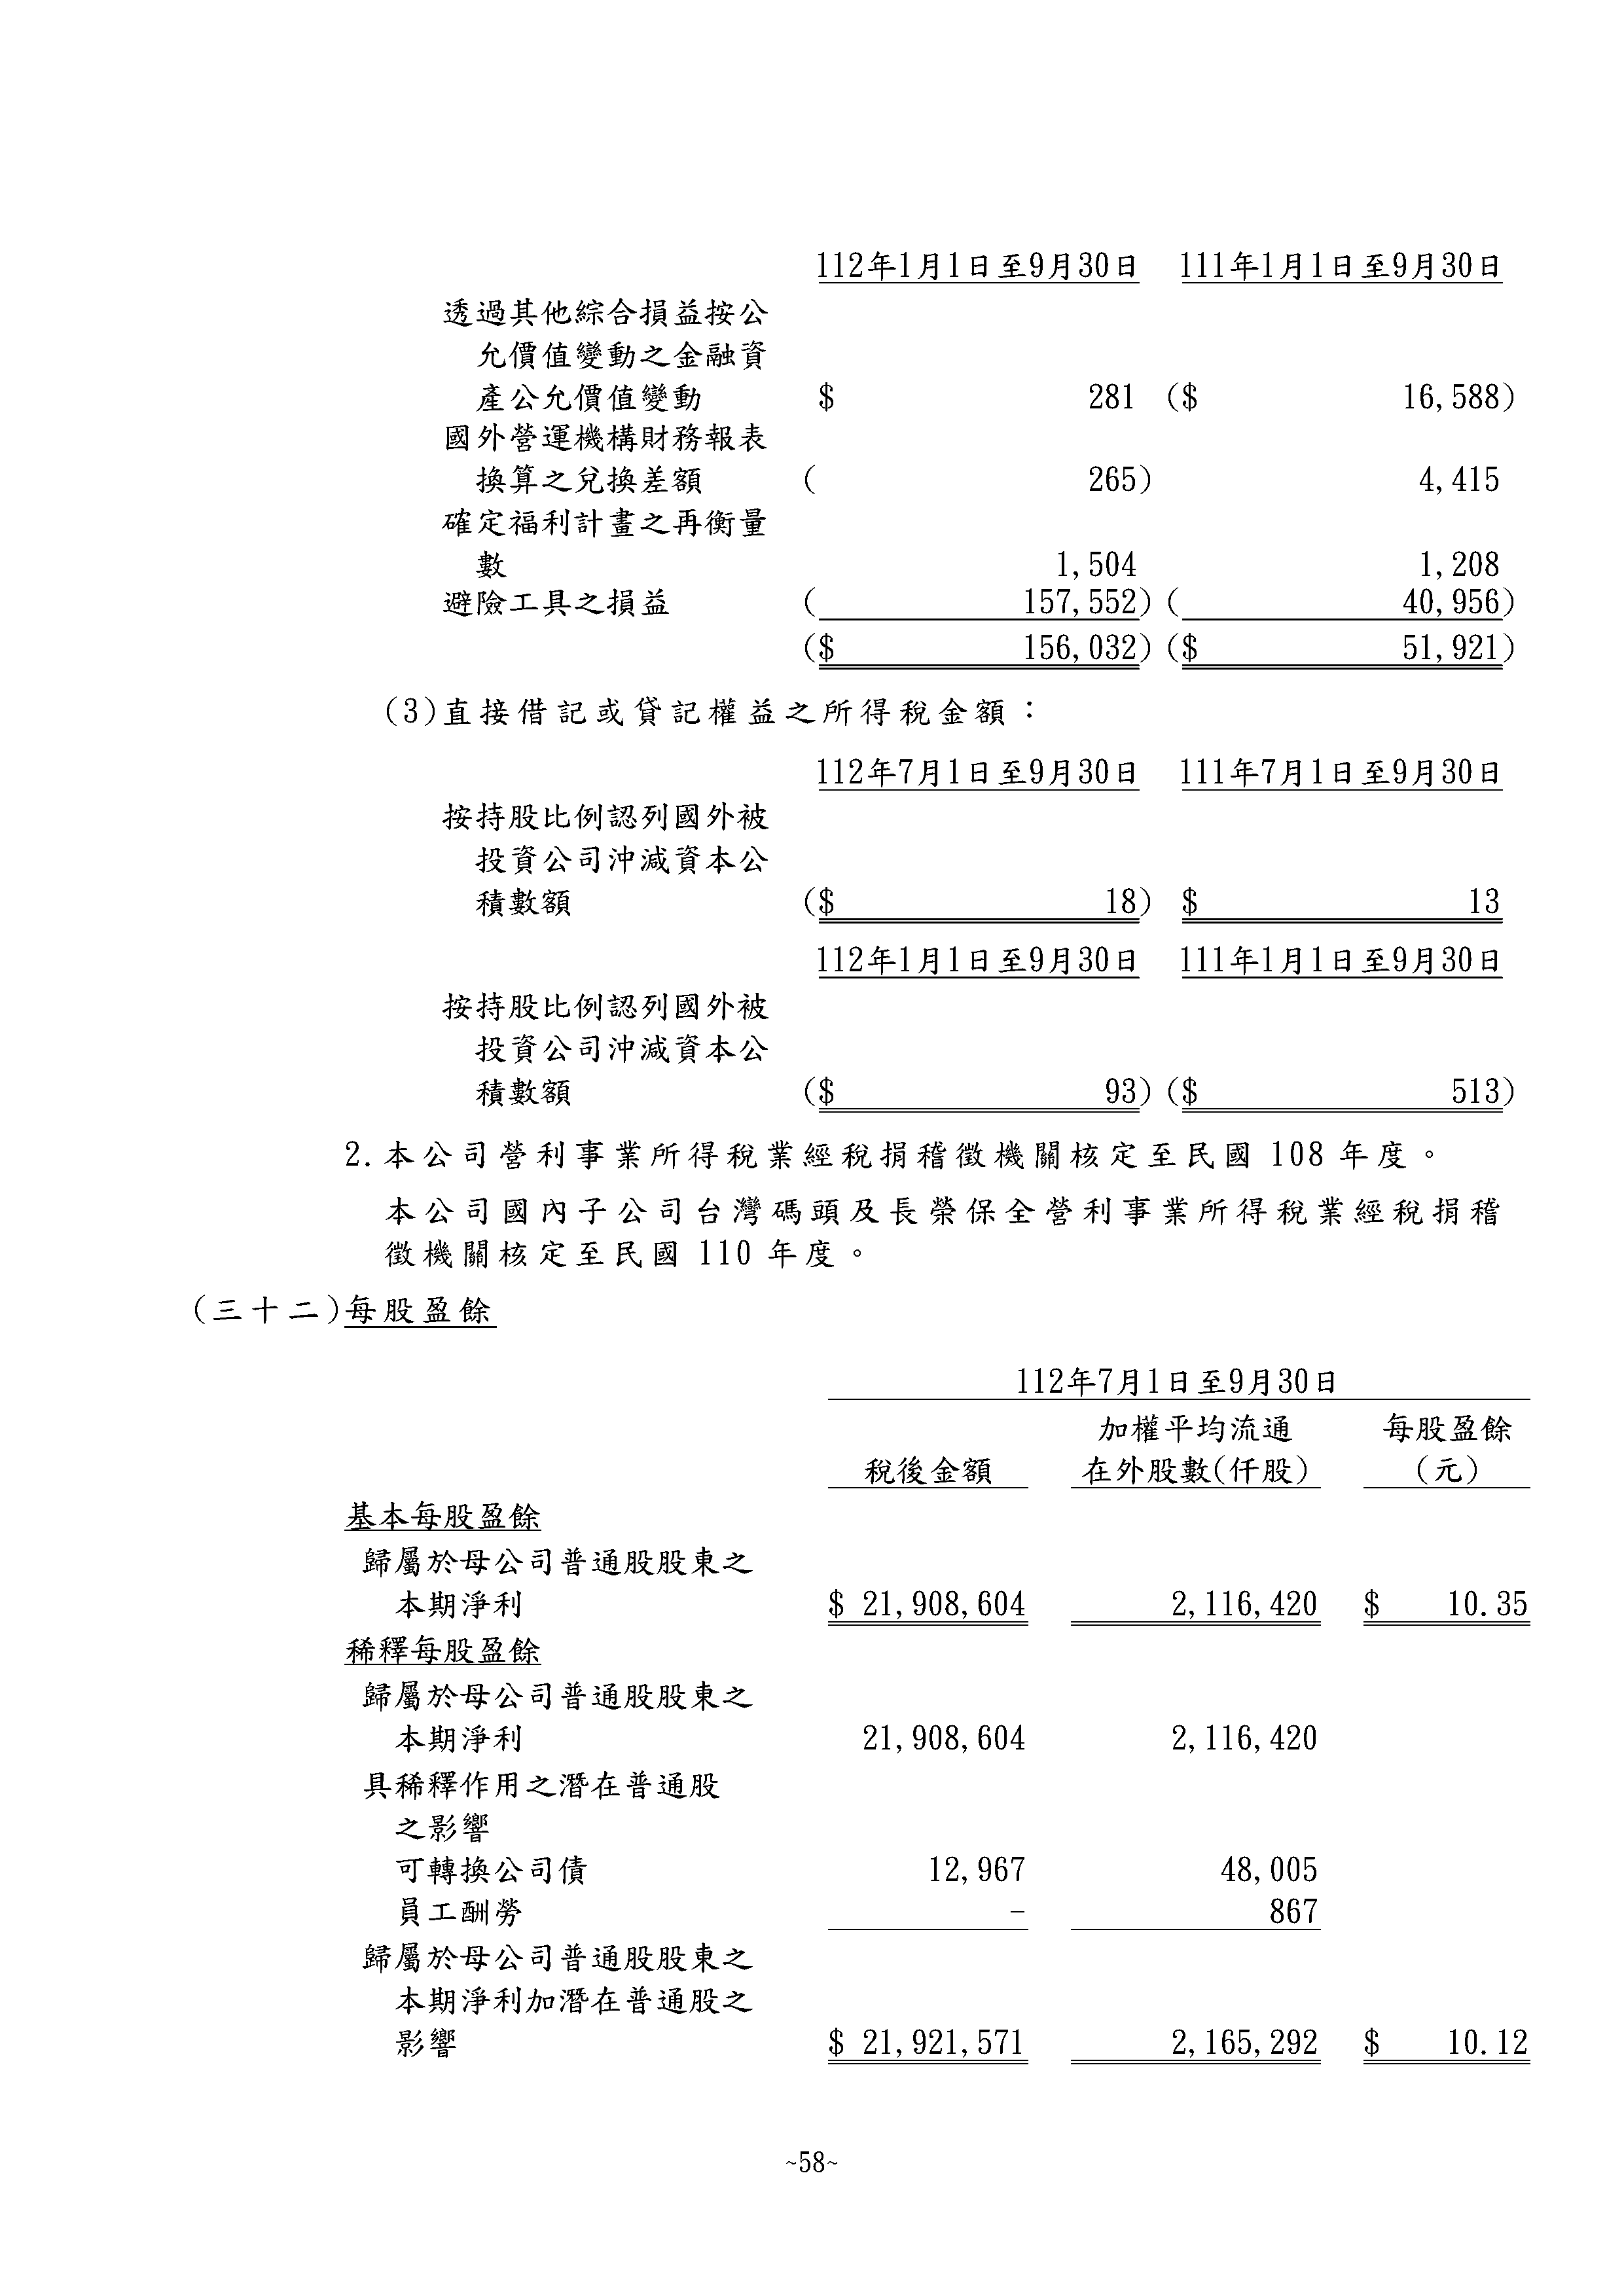 112年1月1日至9月30日 111年1月1日至9月30日
透過其他綜合損益按公
允價值變動之金融資
產公允價值變動 $ 281 ($ 16,588)
國外營運機構財務報表
換算之兌換差額 ( 265) 4,415
確定福利計畫之再衡量
數 1,504 1,208
避險工具之損益 ( 157,552) ( 40,956)
($ 156,032) ($ 51,921)
(3)直接借記或貸記權益之所得稅金額：
112年7月1日至9月30日 111年7月1日至9月30日
按持股比例認列國外被
投資公司沖減資本公
積數額 ($ 18) $ 13
112年1月1日至9月30日 111年1月1日至9月30日
按持股比例認列國外被
投資公司沖減資本公
積數額 ($ 93) ($ 513)
2.本公司營利事業所得稅業經稅捐稽徵機關核定至民國 108 年度。
本公司國內子公司台灣碼頭及長榮保全營利事業所得稅業經稅捐稽
徵機關核定至民國 110 年度。
(三十二)每股盈餘
112年7月1日至9月30日
加權平均流通 每股盈餘
稅後金額 在外股數(仟股) (元)
基本每股盈餘
歸屬於母公司普通股股東之
本期淨利 $ 21,908,604 2,116,420 $ 10.35
稀釋每股盈餘
歸屬於母公司普通股股東之
本期淨利 21,908,604 2,116,420
具稀釋作用之潛在普通股
之影響
可轉換公司債 12,967 48,005
員工酬勞 - 867
歸屬於母公司普通股股東之
本期淨利加潛在普通股之
影響 $ 21,921,571 2,165,292 $ 10.12
~58~